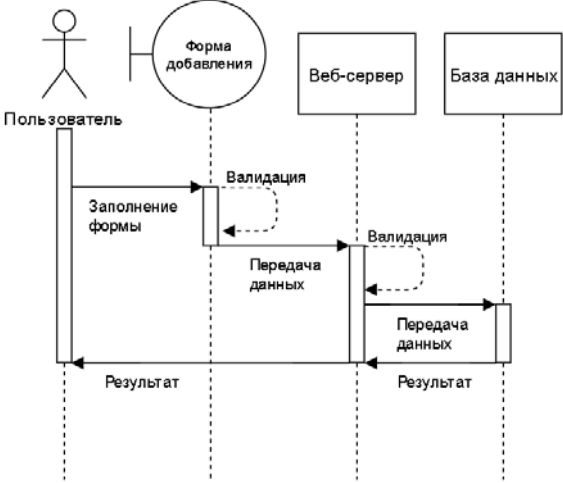 Форма
добавления
Веб-сервер
База данных
Пользователь
Валидация
Заполнение
формы
Валидация
Передача
данных
Передача
данных
Результат
Результат